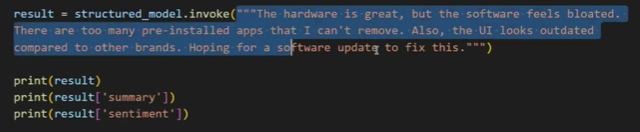 result = structured_model.invoke("""The hardware is great, but the software feels bloated.
There are too many pre-installed apps that I can't remove. Also, the UI looks outdated
compared to other brands. Hoping for a software update to fix this.""")
print(result)
print(result['summary'])
print(result['sentiment'])